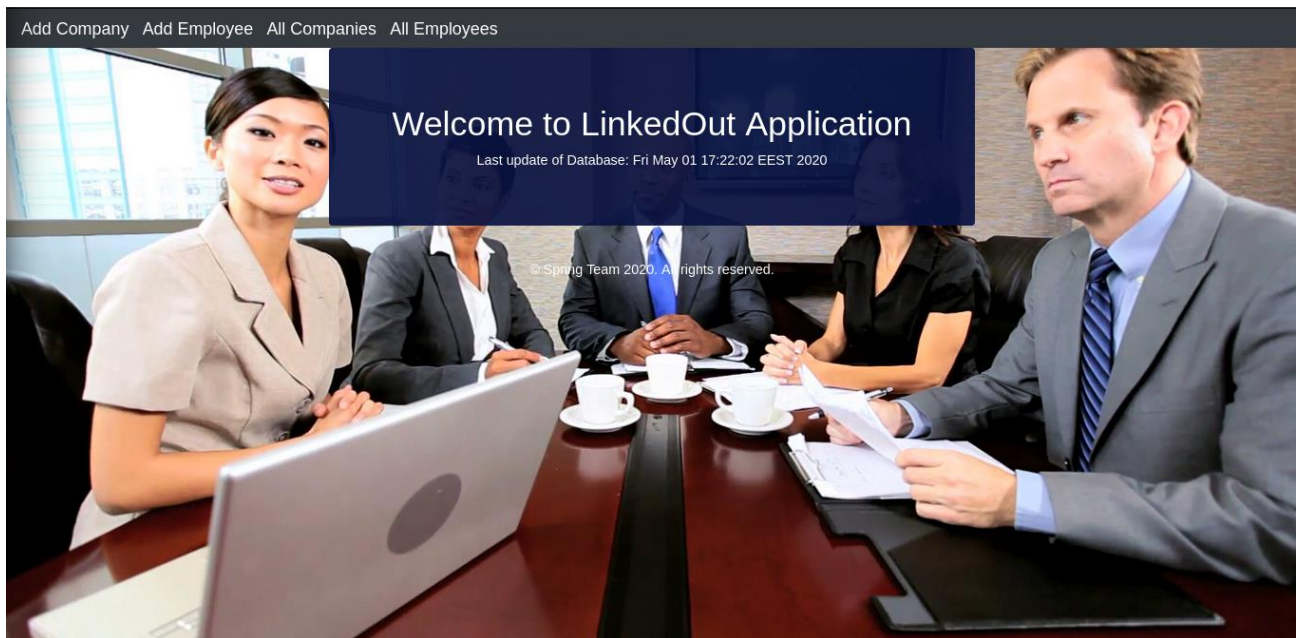 Add Company Add Employee All Companies All Employees
Welcome to LinkedOut Application
Last update of Database: Fri May 01 17:22:02 EEST 2020
© Spring Team 2020. All rights reserved.